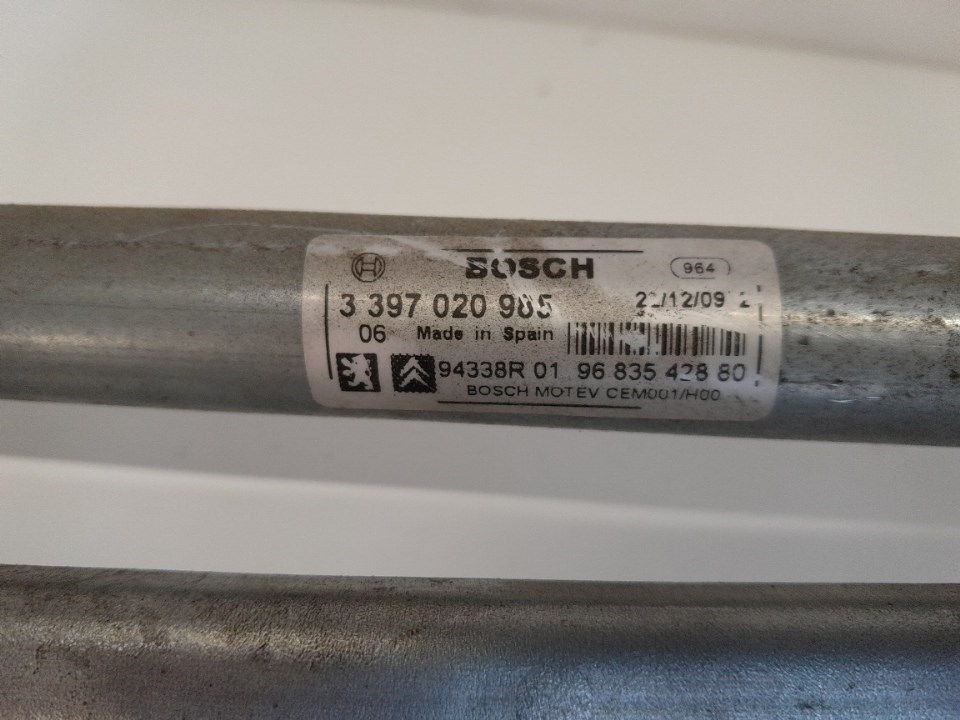 BOSCH 964
3 397 020 985
06 Made in Spain
94338R 01 96 835 428 80
BOSCH MOTEV CEM001/H00